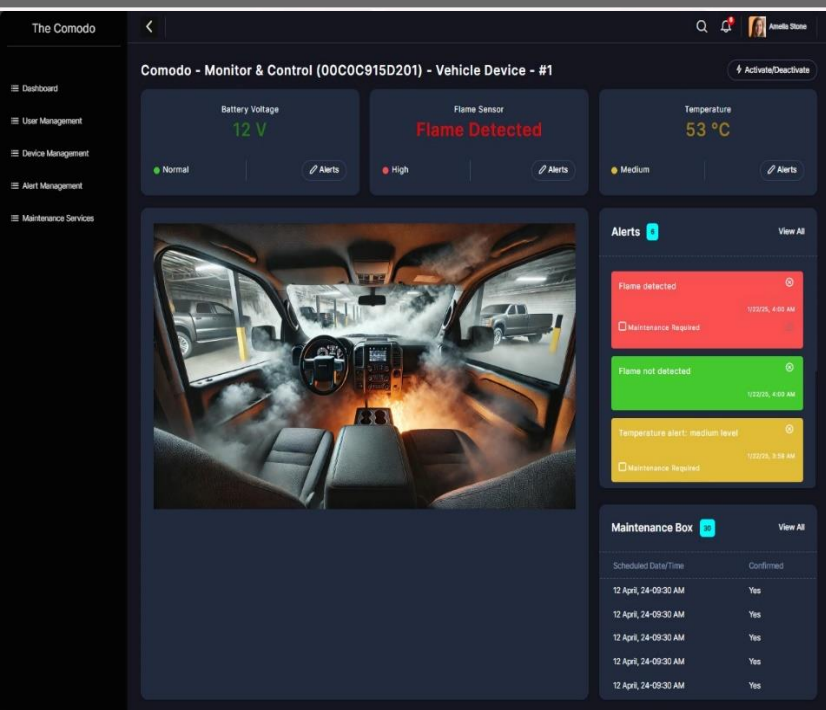 The Comodo
Amelia Stone
Dashboard
User Management
Device Management
Alert Management
Maintenance Services
Comodo - Monitor & Control (00C0C915D201) - Vehicle Device - #1
Activate/Deactivate
Battery Voltage
12 V
Normal
Alerts
Flame Sensor
Flame Detected
High
Alerts
Temperature
53 °C
Medium
Alerts
Alerts
View All
Flame detected
1/22/25, 4:00 AM
Maintenance Required
Flame not detected
1/22/25, 4:00 AM
Temperature alert: medium level
1/22/25, 3:59 AM
Maintenance Required
Maintenance Box 30 View All
Scheduled Date/Time Confirmed
12 April, 24-09:30 AM Yes
12 April, 24-09:30 AM Yes
12 April, 24-09:30 AM Yes
12 April, 24-09:30 AM Yes
12 April, 24-09:30 AM Yes